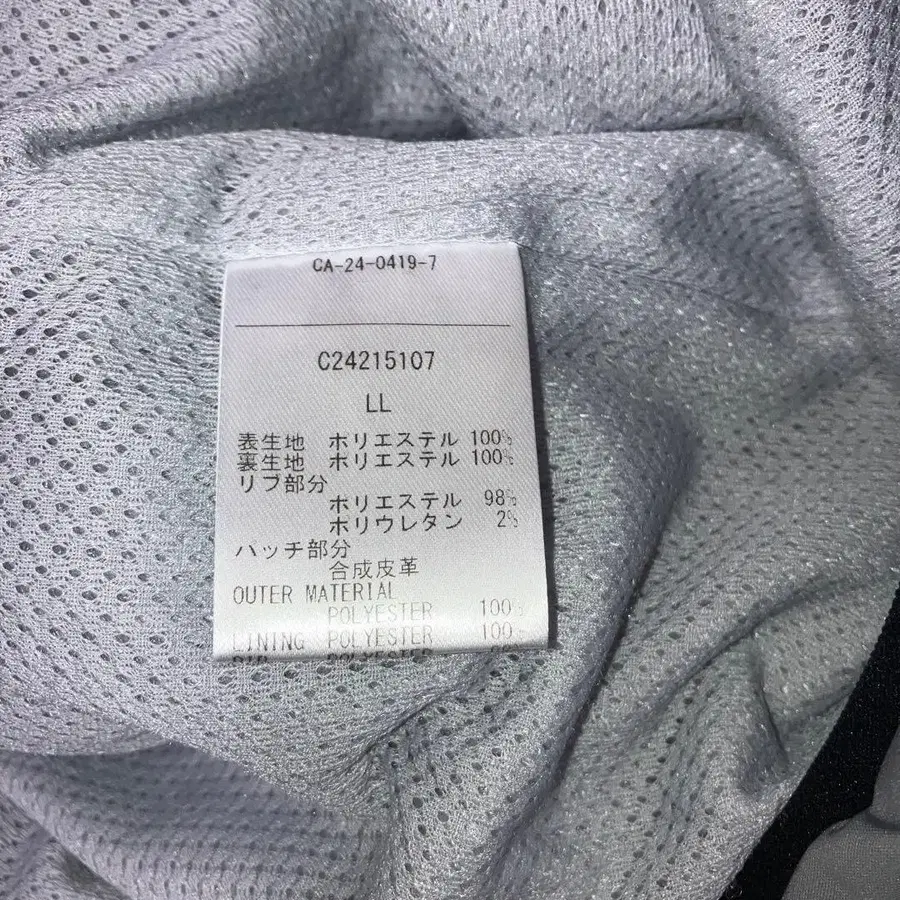 CA-24-0419-7
C24215107
LL
表生地 ポリエステル 100%
裏生地 ポリエステル 100%
リブ部分
ポリエステル 98%
ポリウレタン 2%
パッチ部分
合成皮革
OUTER MATERIAL
POLYESTER 100%
LINING POLYESTER 100